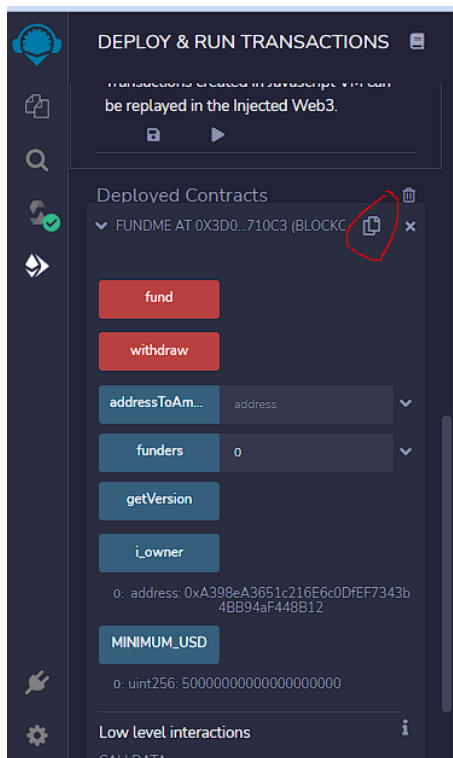 DEPLOY & RUN TRANSACTIONS
Transactions created in Javascript VM can
be replayed in the Injected Web3.
Deployed Contracts
FUNDME AT 0X3D0...710C3 (BLOCKC
fund
withdraw
addressToAm... address
funders 0
getVersion
i_owner
0: address: 0xA398eA3651c216E6c0DfEF7343b
4BB94aF448B12
MINIMUM_USD
0: uint256: 50000000000000000000
Low level interactions
CALLDATA